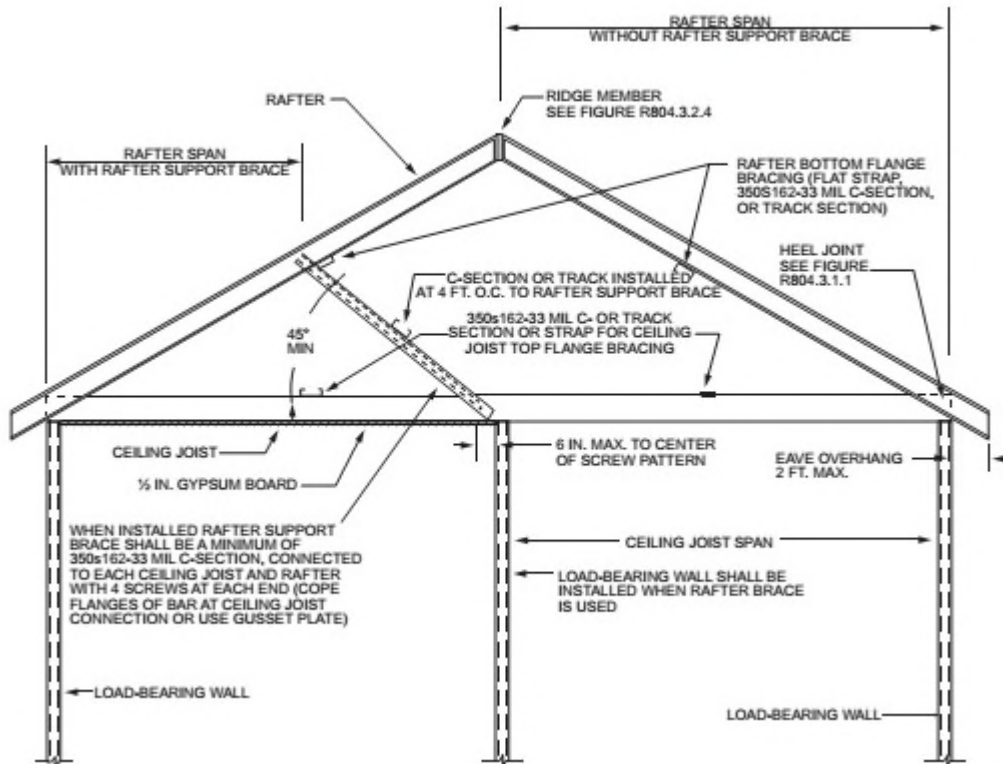 RAFTER SPAN
WITHOUT RAFTER SUPPORT BRACE
RAFTER
RIDGE MEMBER
SEE FIGURE R804.3.2.4
RAFTER SPAN
WITH RAFTER SUPPORT BRACE
RAFTER BOTTOM FLANGE
BRACING (FLAT STRAP,
350S162-33 MIL C-SECTION,
OR TRACK SECTION)
HEEL JOINT
SEE FIGURE
R804.3.1.1
C-SECTION OR TRACK INSTALLED
AT 4 FT. O.C. TO RAFTER SUPPORT BRACE
350s162-33 MIL C- OR TRACK
SECTION OR STRAP FOR CEILING
JOIST TOP FLANGE BRACING
45°
MIN
CEILING JOIST
½ IN. GYPSUM BOARD
6 IN. MAX. TO CENTER
OF SCREW PATTERN
EAVE OVERHANG
2 FT. MAX.
WHEN INSTALLED RAFTER SUPPORT
BRACE SHALL BE A MINIMUM OF
350s162-33 MIL C-SECTION, CONNECTED
TO EACH CEILING JOIST AND RAFTER
WITH 4 SCREWS AT EACH END (COPE
FLANGES OF BAR AT CEILING JOIST
CONNECTION OR USE GUSSET PLATE)
CEILING JOIST SPAN
LOAD-BEARING WALL SHALL BE
INSTALLED WHEN RAFTER BRACE
IS USED
LOAD-BEARING WALL
LOAD-BEARING WALL